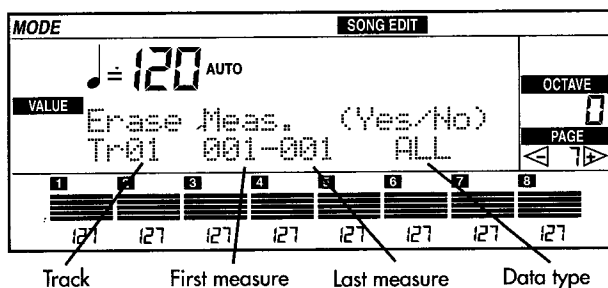 MODE SONG EDIT
♩ = 120 AUTO
OCTAVE
0
VALUE
Erase Meas. (Yes/No)
Tr01 001-001 ALL
PAGE
- 7 +
1 2 3 4 5 6 7 8
127 127 127 127 127 127 127 127
Track First measure Last measure Data type